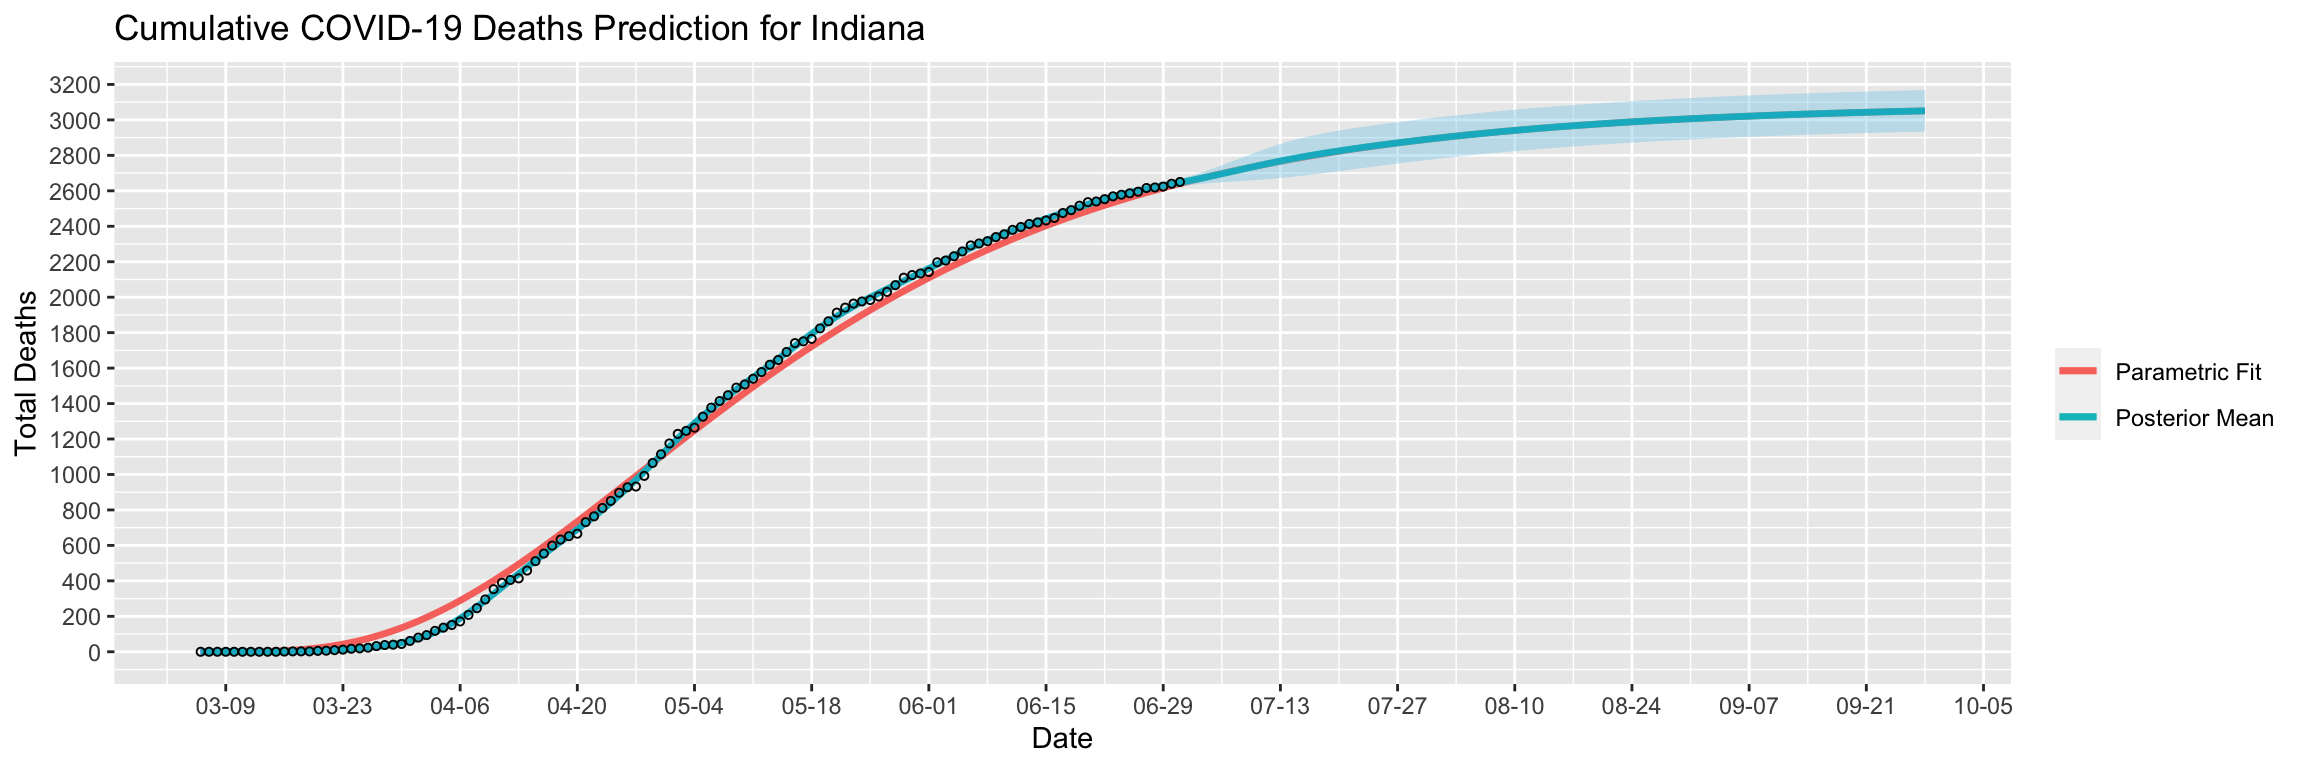 Cumulative COVID-19 Deaths Prediction for Indiana
Total Deaths
3200
3000
2800
2600
2400
2200
2000
1800
1600
1400
1200
1000
800
600
400
200
0
03-09 03-23 04-06 04-20 05-04 05-18 06-01 06-15 06-29 07-13 07-27 08-10 08-24 09-07 09-21 10-05
Date
Parametric Fit
Posterior Mean